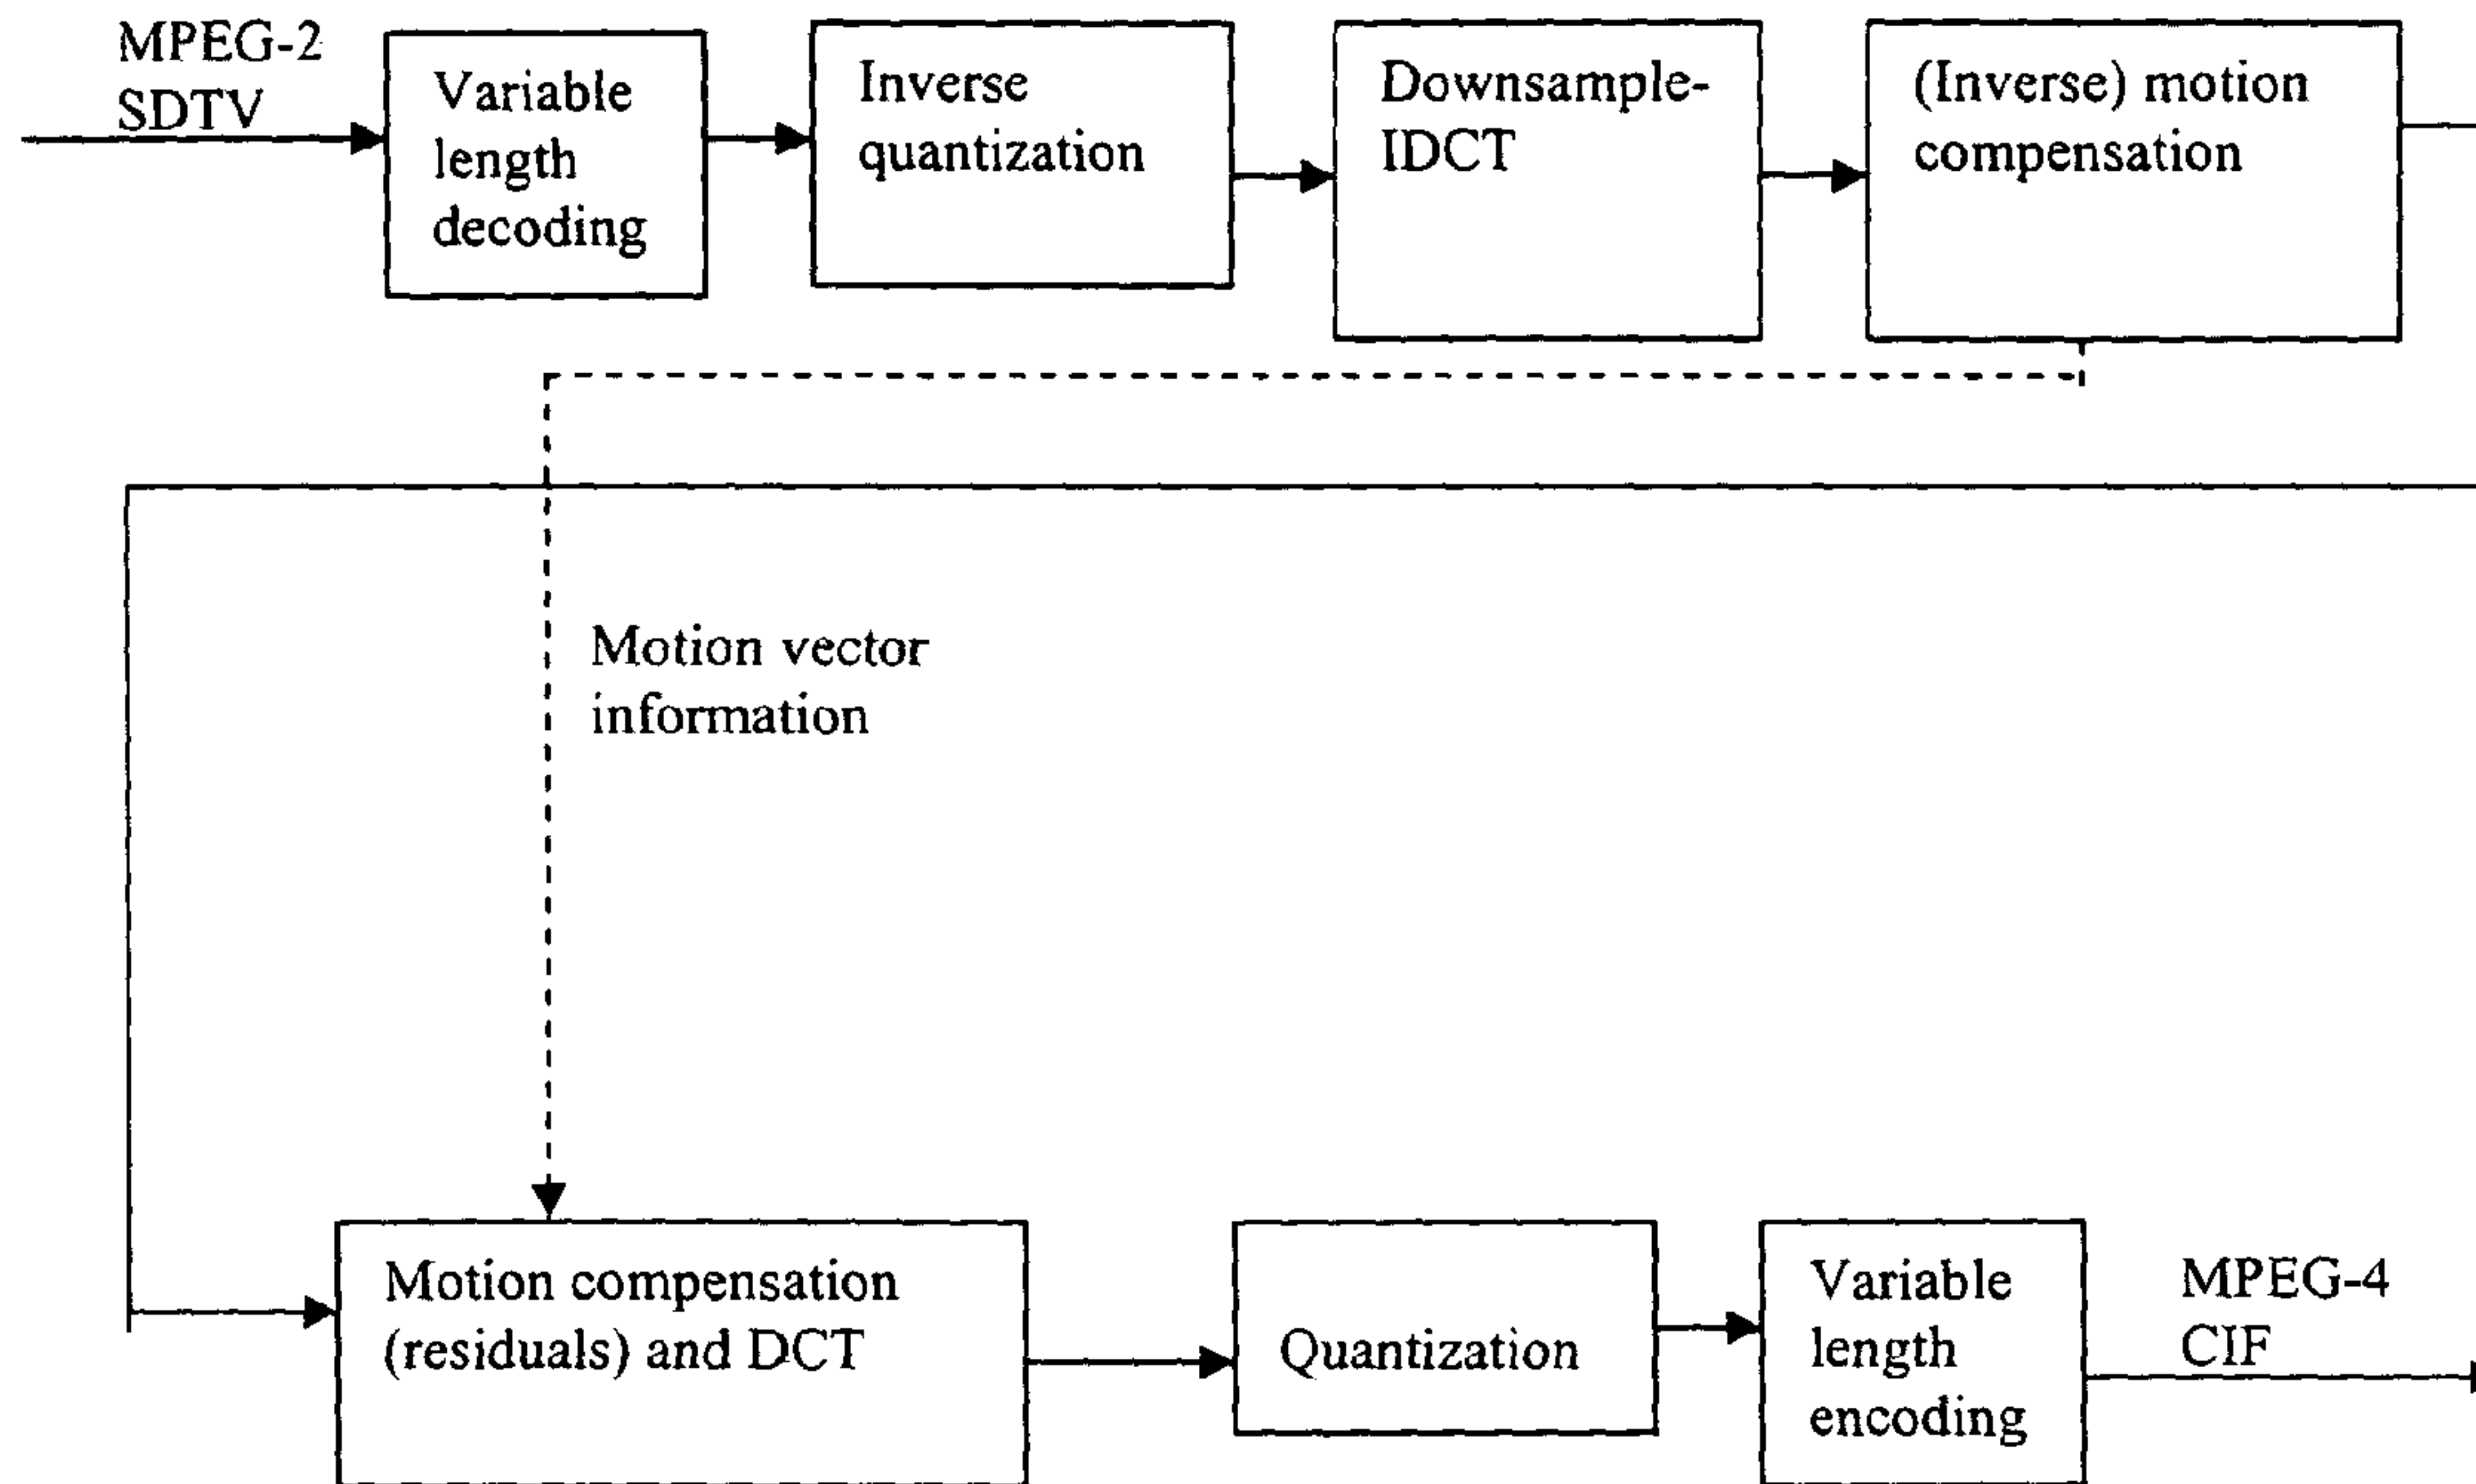 MPEG-2
SDTV
Variable
length
decoding
Inverse
quantization
Downsample-
IDCT
(Inverse) motion
compensation
Motion vector
information
Motion compensation
(residuals) and DCT
Quantization
Variable
length
encoding
MPEG-4
CIF